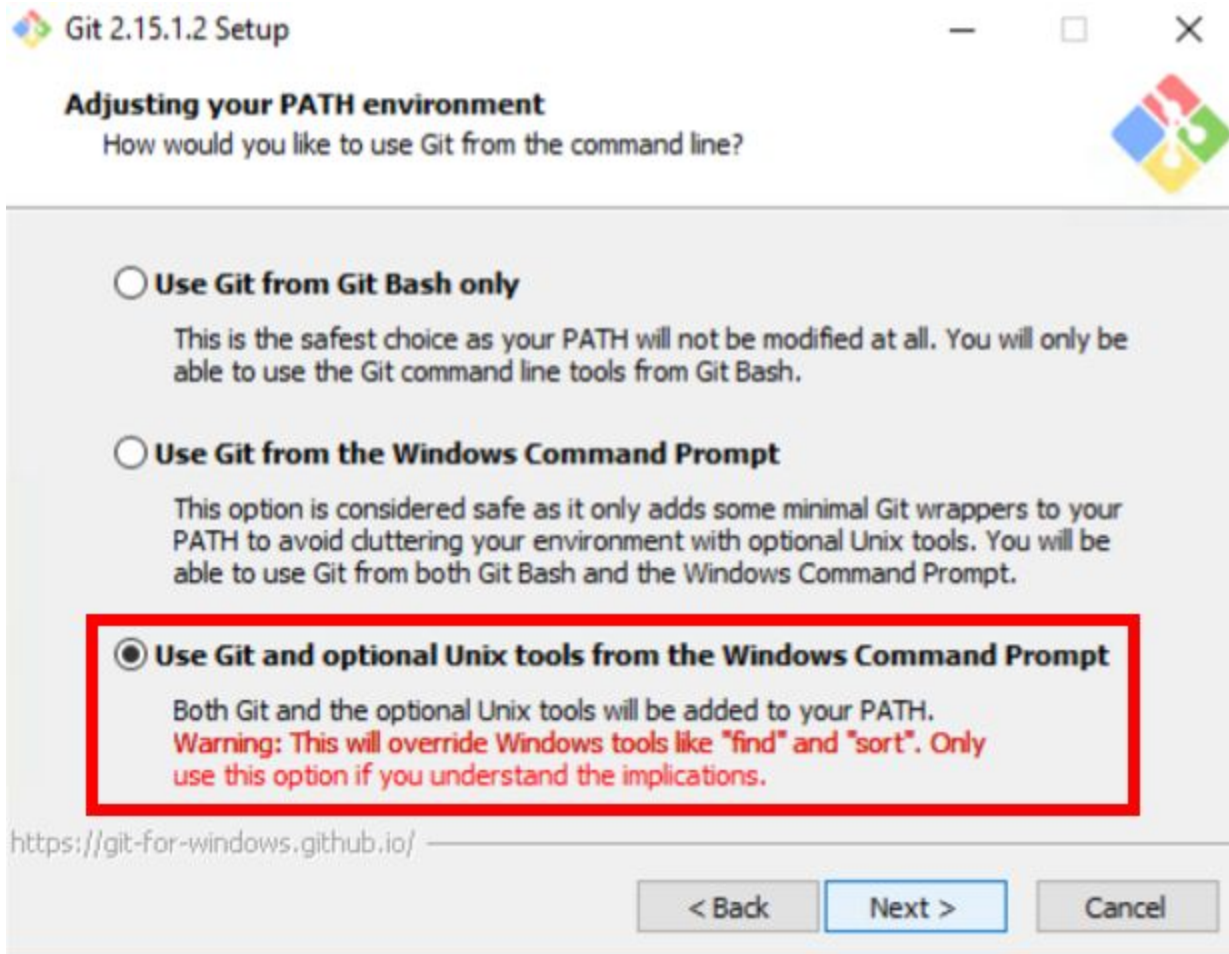 Git 2.15.1.2 Setup
Adjusting your PATH environment
How would you like to use Git from the command line?
Use Git from Git Bash only
This is the safest choice as your PATH will not be modified at all. You will only be
able to use the Git command line tools from Git Bash.
Use Git from the Windows Command Prompt
This option is considered safe as it only adds some minimal Git wrappers to your
PATH to avoid cluttering your environment with optional Unix tools. You will be
able to use Git from both Git Bash and the Windows Command Prompt.
Use Git and optional Unix tools from the Windows Command Prompt
Both Git and the optional Unix tools will be added to your PATH.
Warning: This will override Windows tools like "find" and "sort". Only
use this option if you understand the implications.
https://git-for-windows.github.io/
< Back Next > Cancel